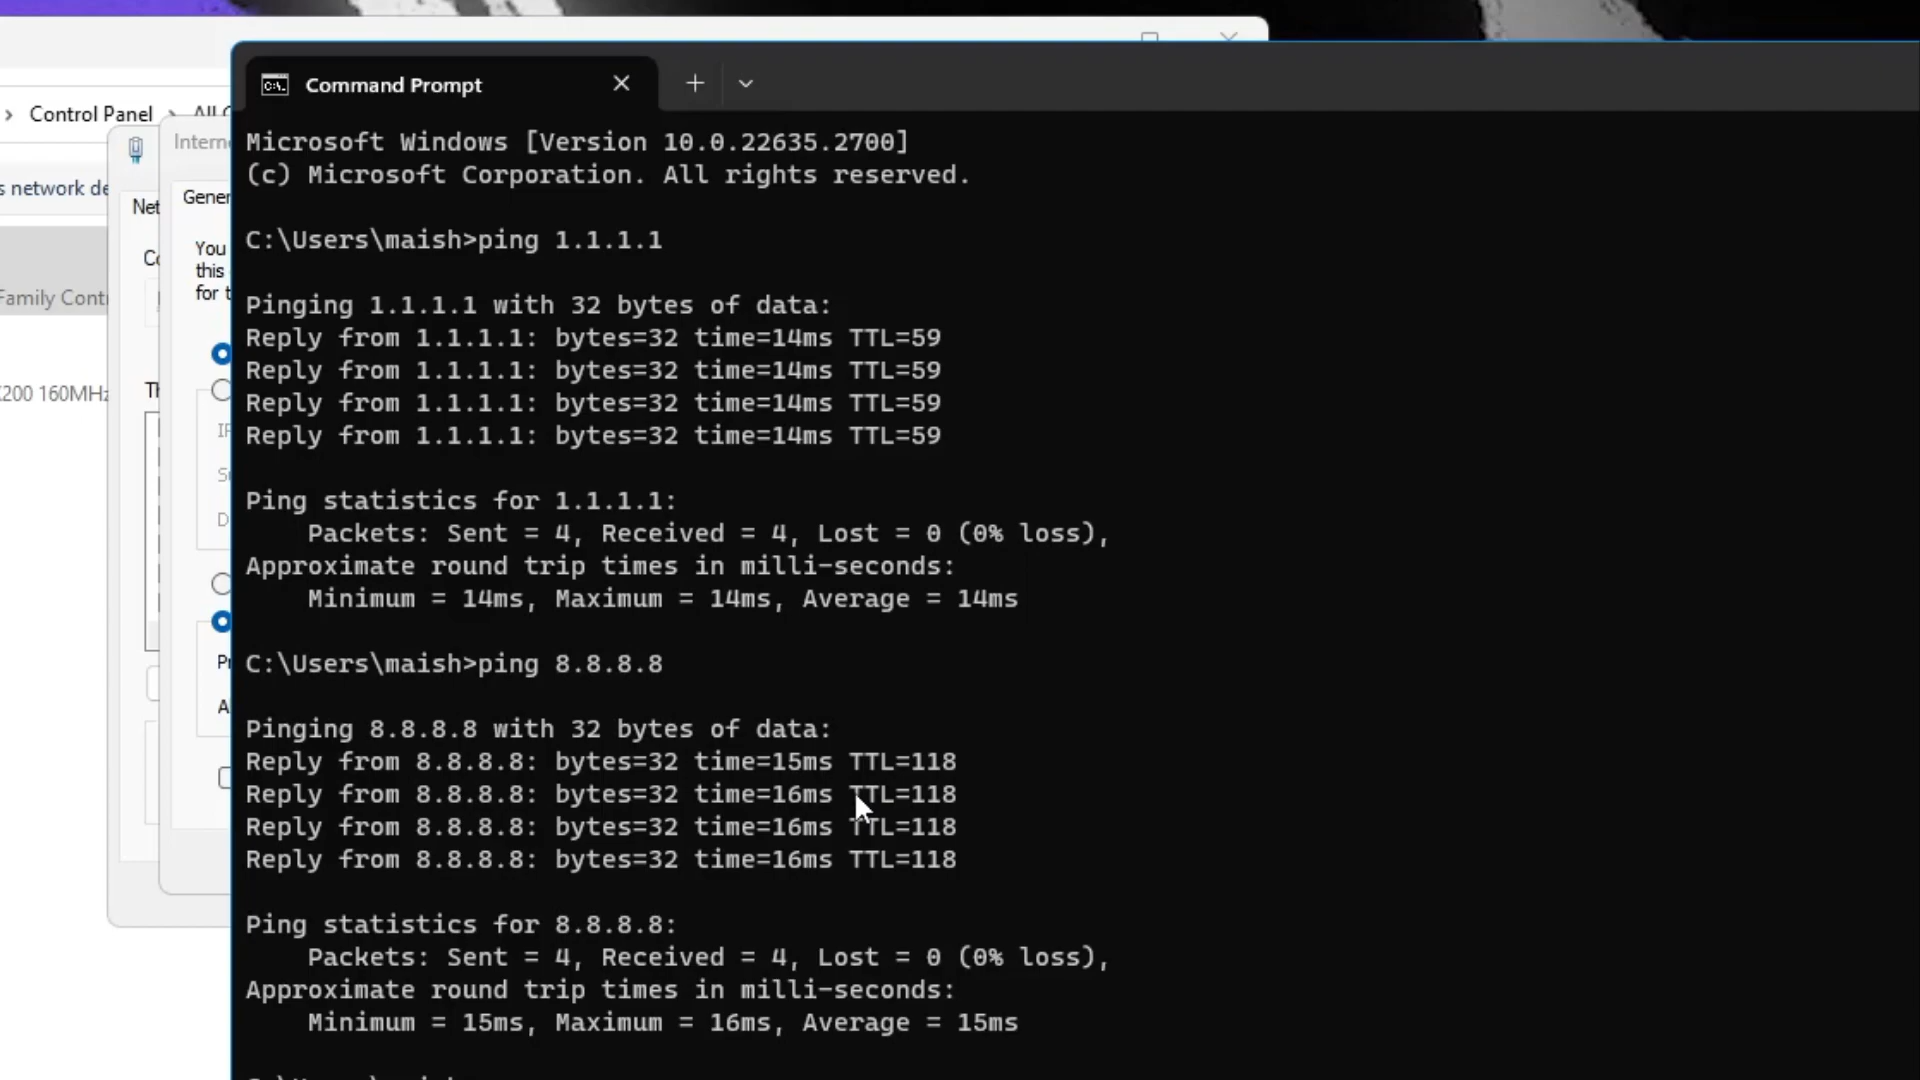 Control Panel
s network de
Family Contr
200 160MHz
Net
Gener
You
this
for t
Command Prompt
Microsoft Windows [Version 10.0.22635.2700]
(c) Microsoft Corporation. All rights reserved.
C:\Users\maish>ping 1.1.1.1
Pinging 1.1.1.1 with 32 bytes of data:
Reply from 1.1.1.1: bytes=32 time=14ms TTL=59
Reply from 1.1.1.1: bytes=32 time=14ms TTL=59
Reply from 1.1.1.1: bytes=32 time=14ms TTL=59
Reply from 1.1.1.1: bytes=32 time=14ms TTL=59
Ping statistics for 1.1.1.1:
Packets: Sent = 4, Received = 4, Lost = 0 (0% loss),
Approximate round trip times in milli-seconds:
Minimum = 14ms, Maximum = 14ms, Average = 14ms
C:\Users\maish>ping 8.8.8.8
Pinging 8.8.8.8 with 32 bytes of data:
Reply from 8.8.8.8: bytes=32 time=15ms TTL=118
Reply from 8.8.8.8: bytes=32 time=16ms TTL=118
Reply from 8.8.8.8: bytes=32 time=16ms TTL=118
Reply from 8.8.8.8: bytes=32 time=16ms TTL=118
Ping statistics for 8.8.8.8:
Packets: Sent = 4, Received = 4, Lost = 0 (0% loss),
Approximate round trip times in milli-seconds:
Minimum = 15ms, Maximum = 16ms, Average = 15ms